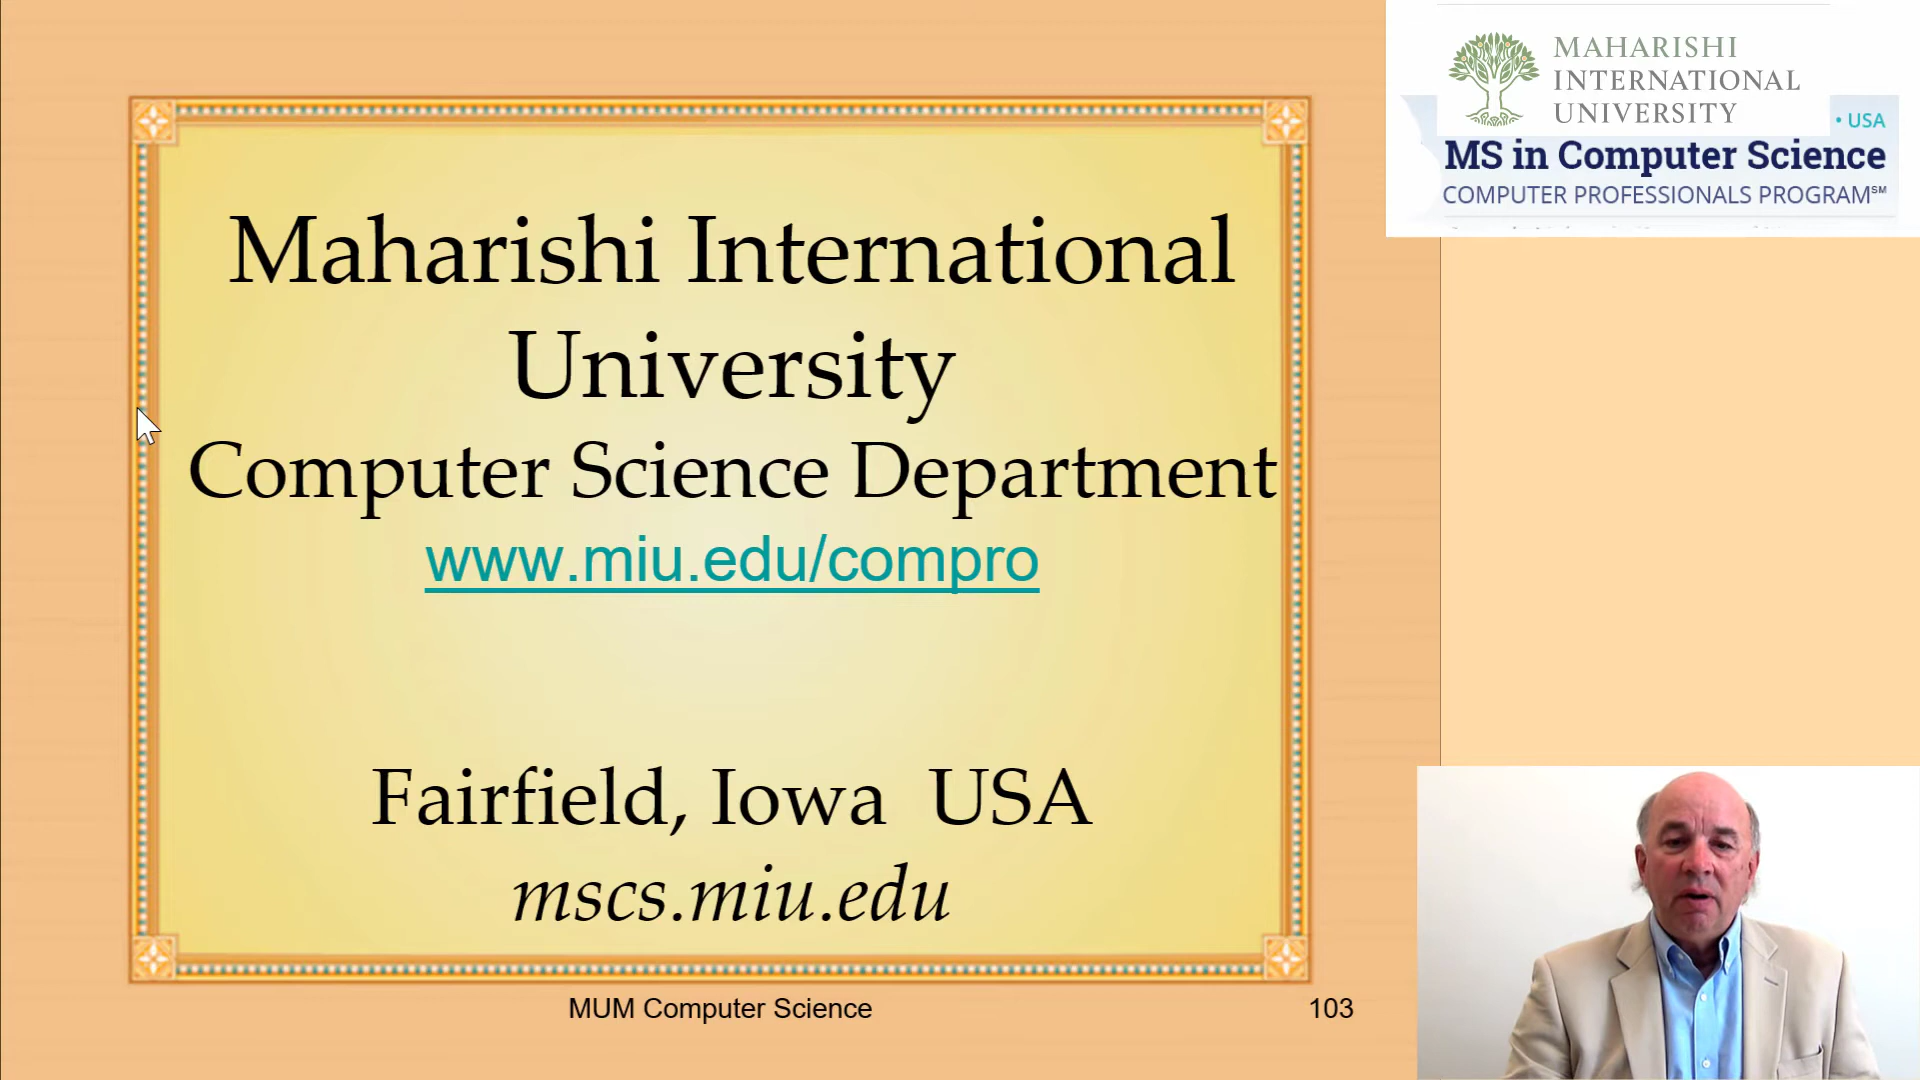 Maharishi International
University
Computer Science Department
www.miu.edu/compro
Fairfield, Iowa USA
mscs.miu.edu
MUM Computer Science
103
MAHARISHI
INTERNATIONAL
UNIVERSITY
• USA
MS in Computer Science
COMPUTER PROFESSIONALS PROGRAM℠